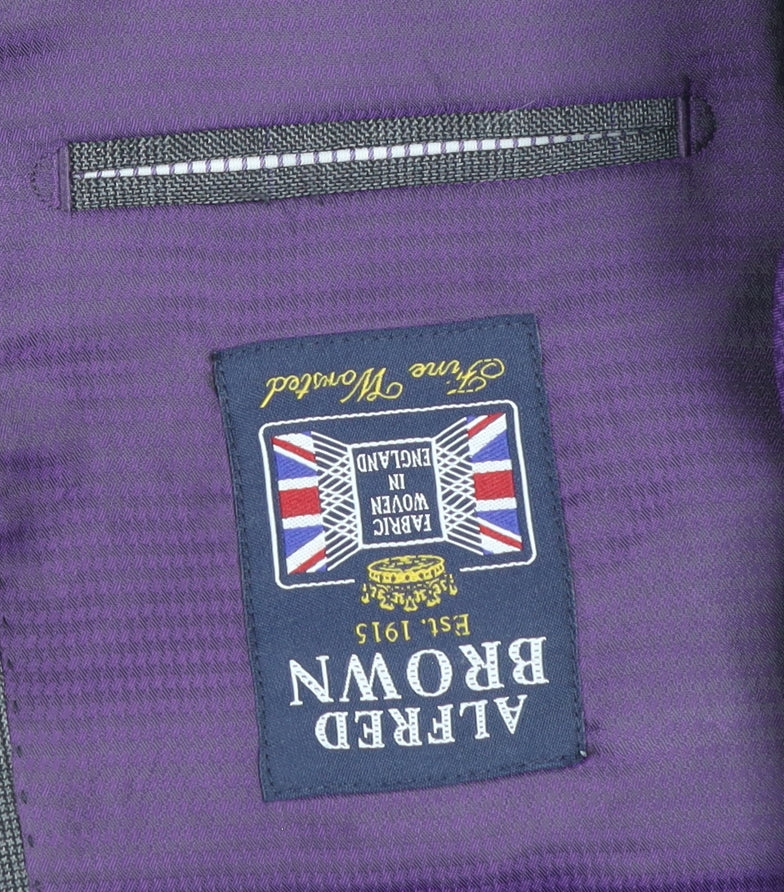 ALFRED
BROWN
Est. 1915
FABRIC
WOVEN
IN
ENGLAND
Fine Worsted